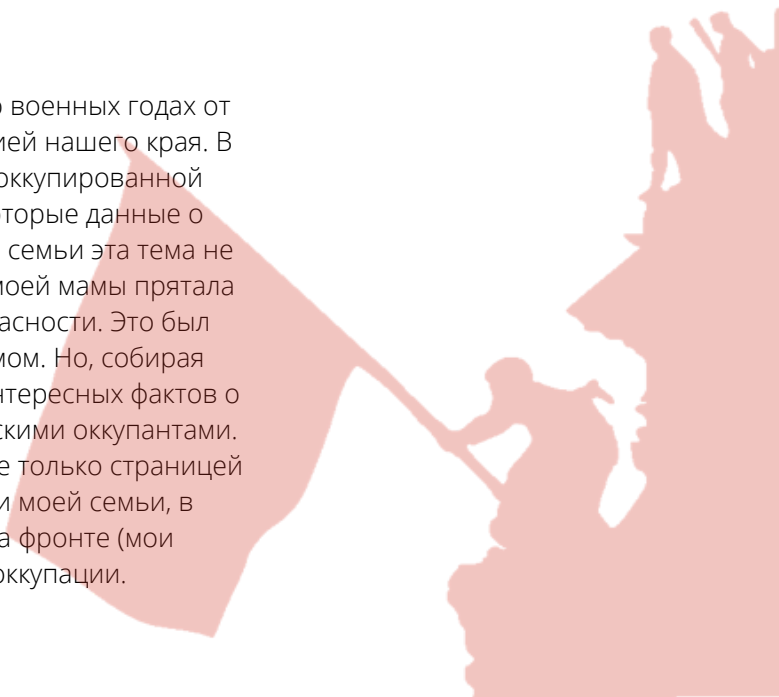 военных годах от
ией нашего края. В
оккупированной
оторые данные о
семьи эта тема не
моей мамы прятала
асности. Это был
мом. Но, собирая
нтересных фактов о
скими оккупантами.
е только страницей
и моей семьи, в
а фронте (мои
оккупации.